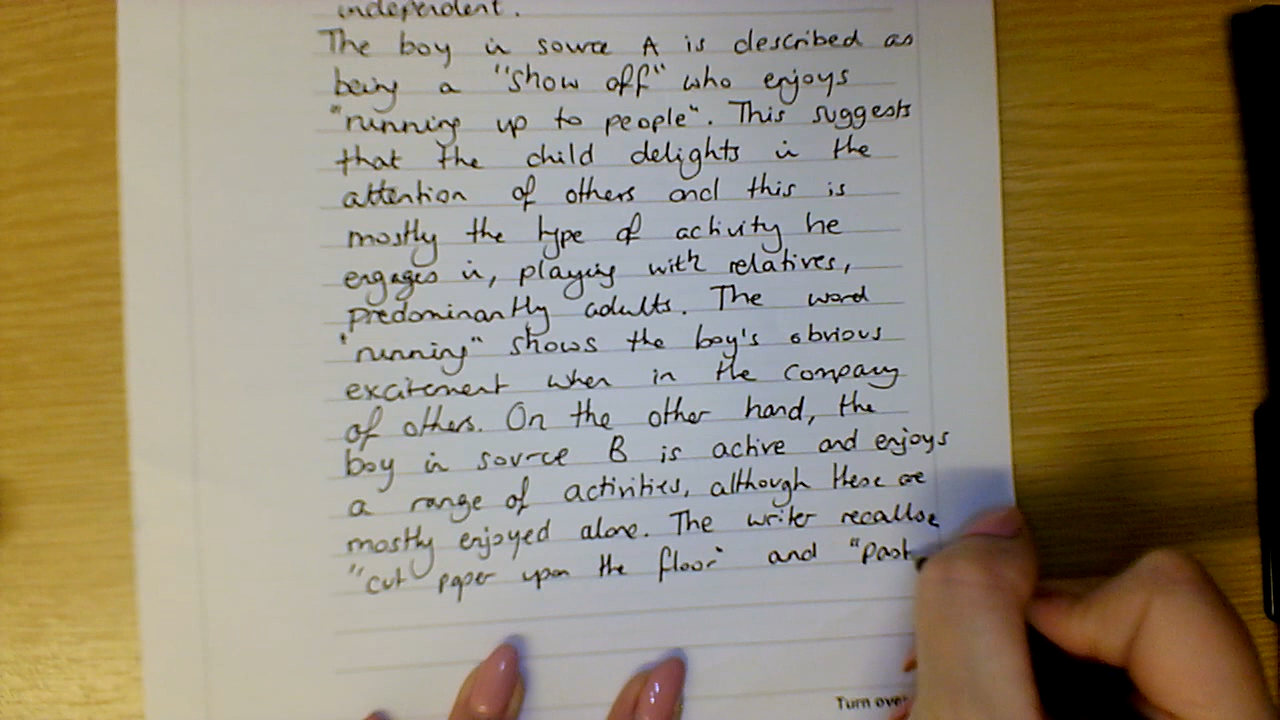 independent.
The boy in source A is described as
being a "show off" who enjoys
"running up to people". This suggests
that the child delights in the
attention of others and this is
mostly the type of activity he
engages in, playing with relatives,
predominantly adults. The word
"running" shows the boy's obvious
excitement when in the company
of others. On the other hand, the
boy in source B is active and enjoys
a range of activities, although these are
mostly enjoyed alone. The writer recalls
"cut paper upon the floor" and "past
Turn over